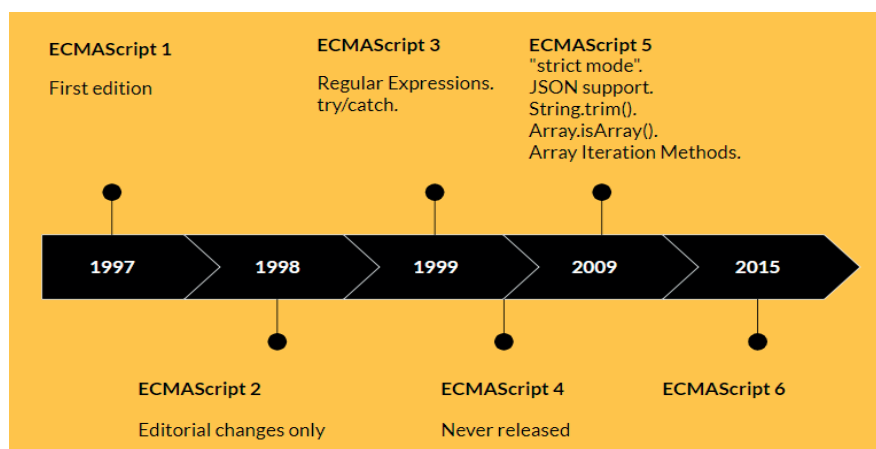 ECMAScript 1
First edition
ECMAScript 3
Regular Expressions.
try/catch.
ECMAScript 5
"strict mode".
JSON support.
String.trim().
Array.isArray().
Array Iteration Methods.
1997
1998
1999
2009
2015
ECMAScript 2
Editorial changes only
ECMAScript 4
Never released
ECMAScript 6